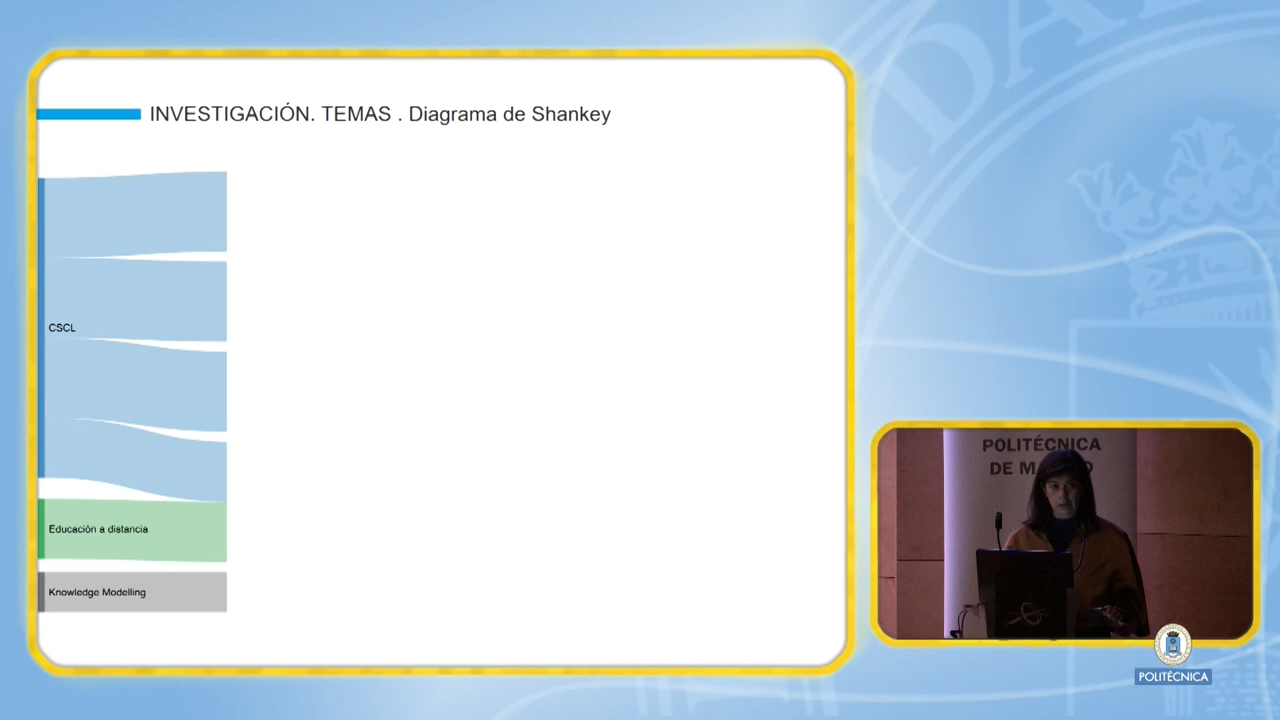 INVESTIGACIÓN. TEMAS . Diagrama de Shankey
CSCL
Educación a distancia
Knowledge Modelling
POLITÉCNICA
POLITÉCNICA